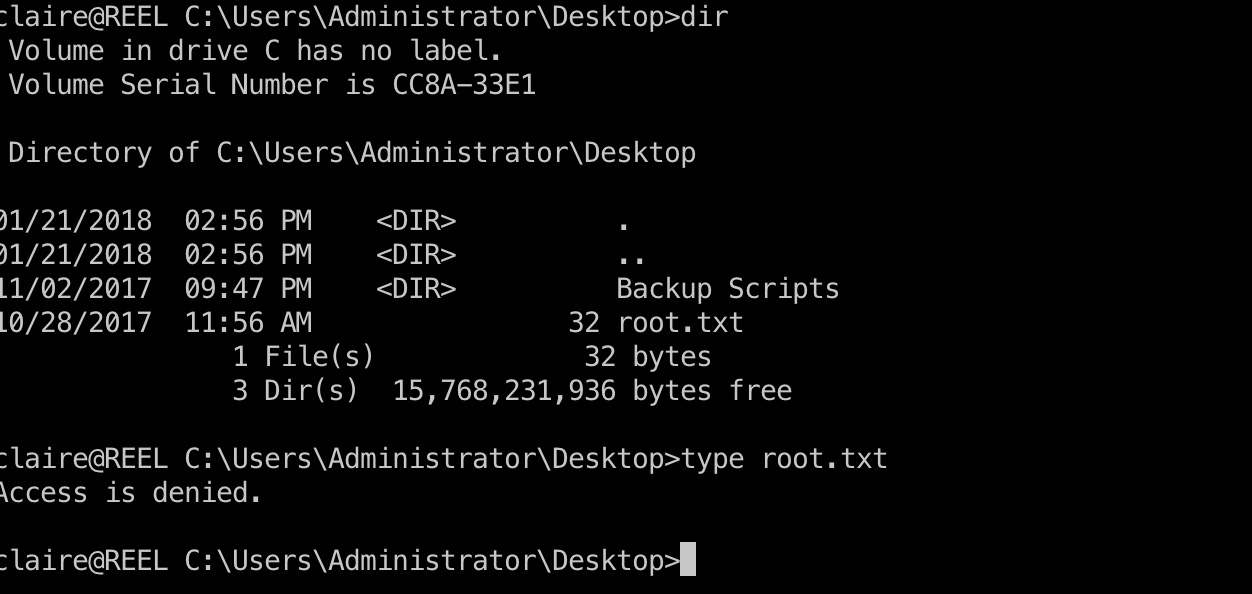 claire@REEL C:\Users\Administrator\Desktop>dir
Volume in drive C has no label.
Volume Serial Number is CC8A-33E1
Directory of C:\Users\Administrator\Desktop
01/21/2018  02:56 PM    <DIR>          .
01/21/2018  02:56 PM    <DIR>          ..
11/02/2017  09:47 PM    <DIR>          Backup Scripts
10/28/2017  11:56 AM                32 root.txt
1 File(s)             32 bytes
3 Dir(s)  15,768,231,936 bytes free
claire@REEL C:\Users\Administrator\Desktop>type root.txt
Access is denied.
claire@REEL C:\Users\Administrator\Desktop>